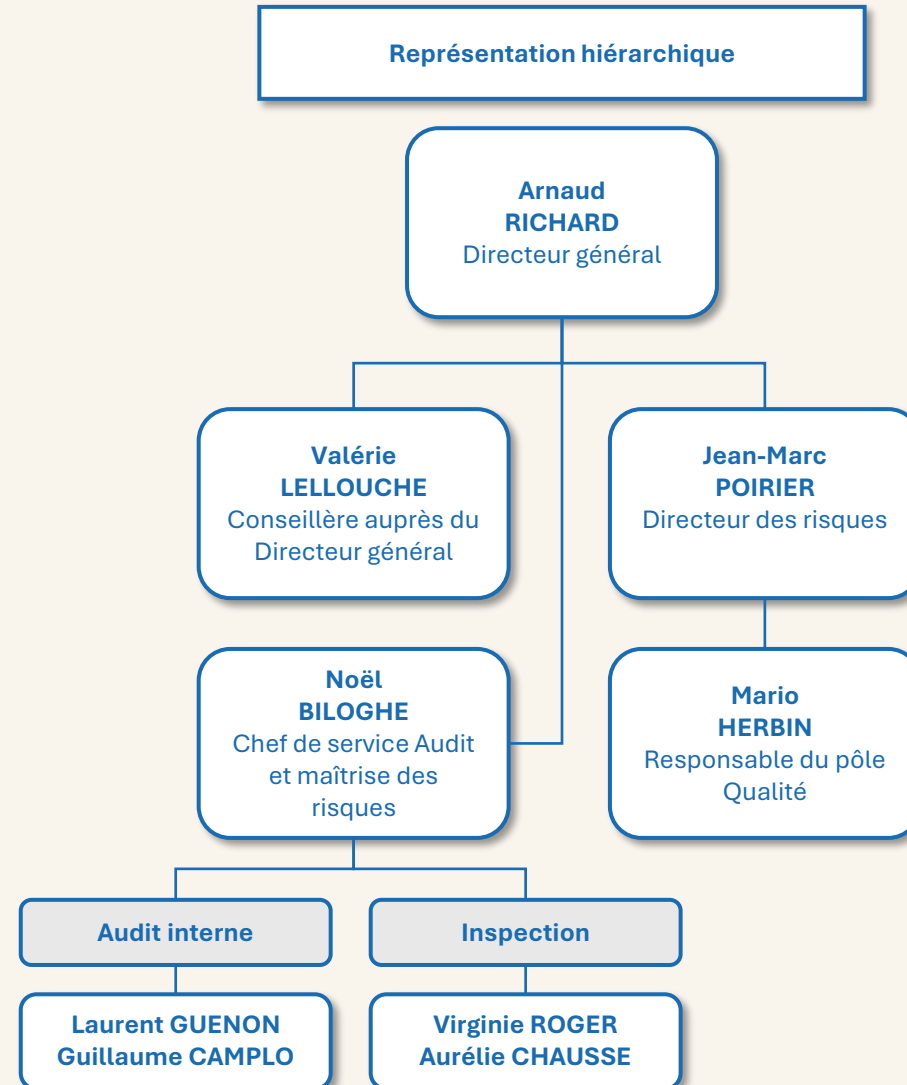 Représentation hiérarchique
Arnaud
RICHARD
Directeur général
Valérie
LELLOUCHE
Conseillère auprès du
Directeur général
Jean-Marc
POIRIER
Directeur des risques
Noël
BILOGHE
Chef de service Audit
et maîtrise des
risques
Mario
HERBIN
Responsable du pôle
Qualité
Audit interne
Inspection
Laurent GUENON
Guillaume CAMPLO
Virginie ROGER
Aurélie CHAUSSE